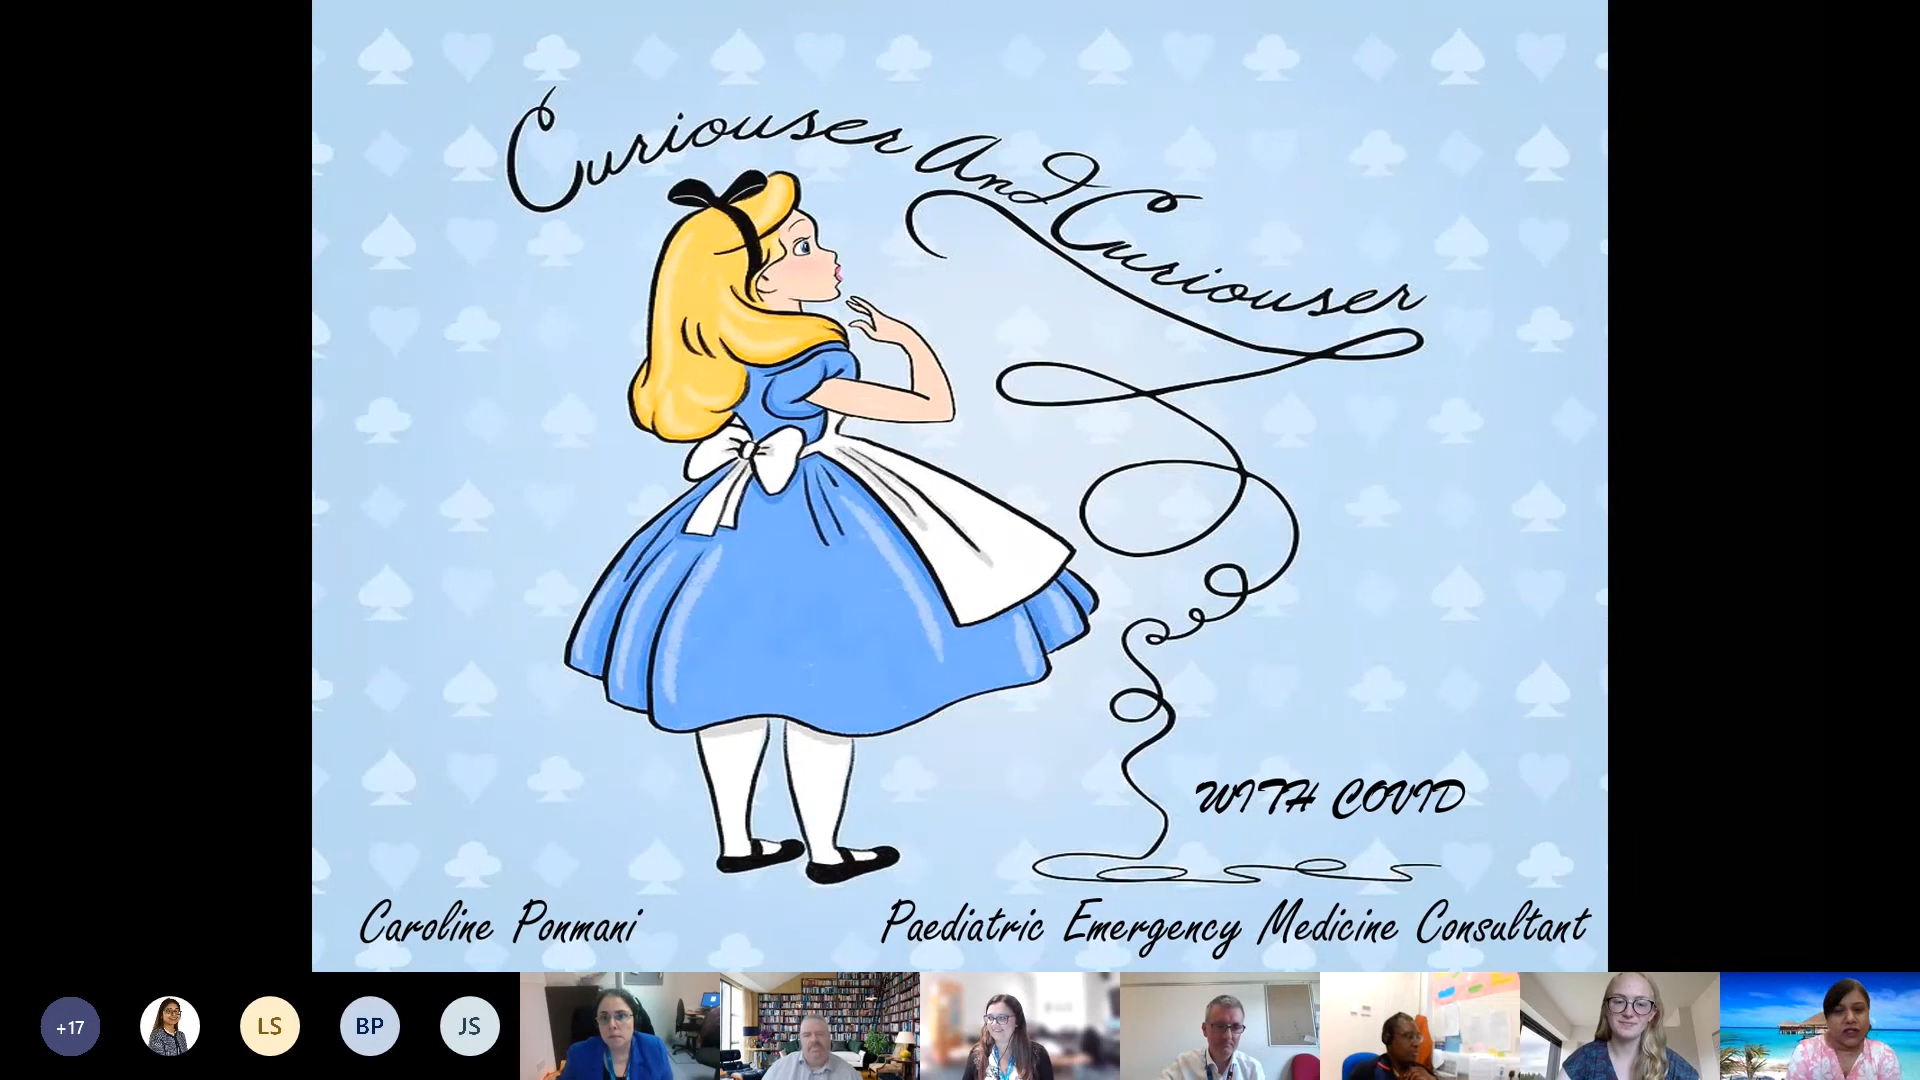 Curiouser And Curiouser
WITH COVID
Caroline Ponmani
Paediatric Emergency Medicine Consultant
+17
LS
BP
JS